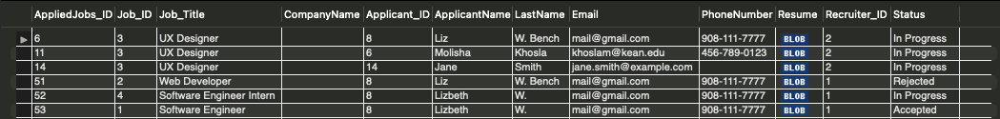 AppliedJobs_ID Job_ID Job_Title CompanyName Applicant_ID ApplicantName LastName Email PhoneNumber Resume Recruiter_ID Status
6 3 UX Designer 8 Liz W. Bench mail@gmail.com 908-111-7777 BLOB 2 In Progress
11 3 UX Designer 6 Molisha Khosla khoslam@kean.edu 456-789-0123 BLOB 2 In Progress
14 3 UX Designer 14 Jane Smith jane.smith@example.com BLOB 2 In Progress
51 2 Web Developer 8 Liz W. Bench mail@gmail.com 908-111-7777 BLOB 1 Rejected
52 4 Software Engineer Intern 8 Lizbeth W. mail@gmail.com 908-111-7777 BLOB 1 In Progress
53 1 Software Engineer 8 Lizbeth W. mail@gmail.com 908-111-7777 BLOB 1 Accepted